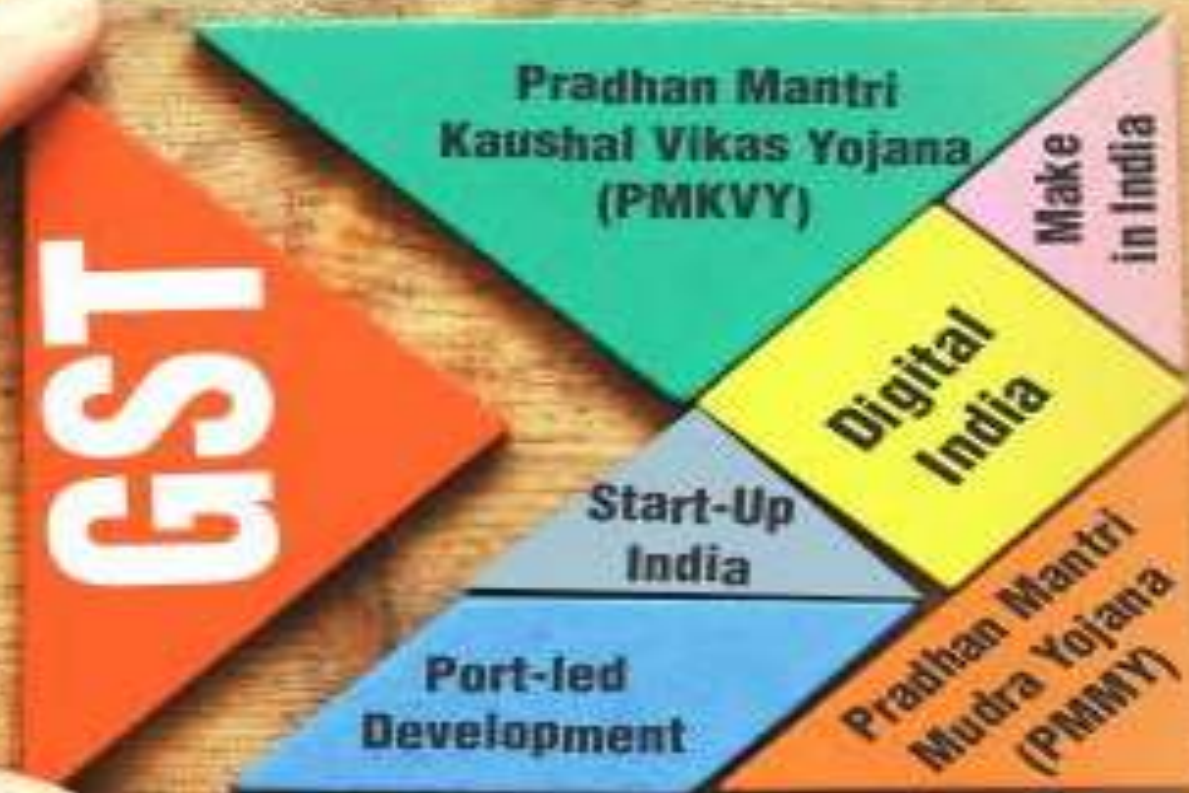 GST
Pradhan Mantri
Kaushal Vikas Yojana
(PMKVY)
Make
in India
Digital
India
Start-Up
India
Port-led
Development
Pradhan Mantri
Mudra Yojana
(PMMY)